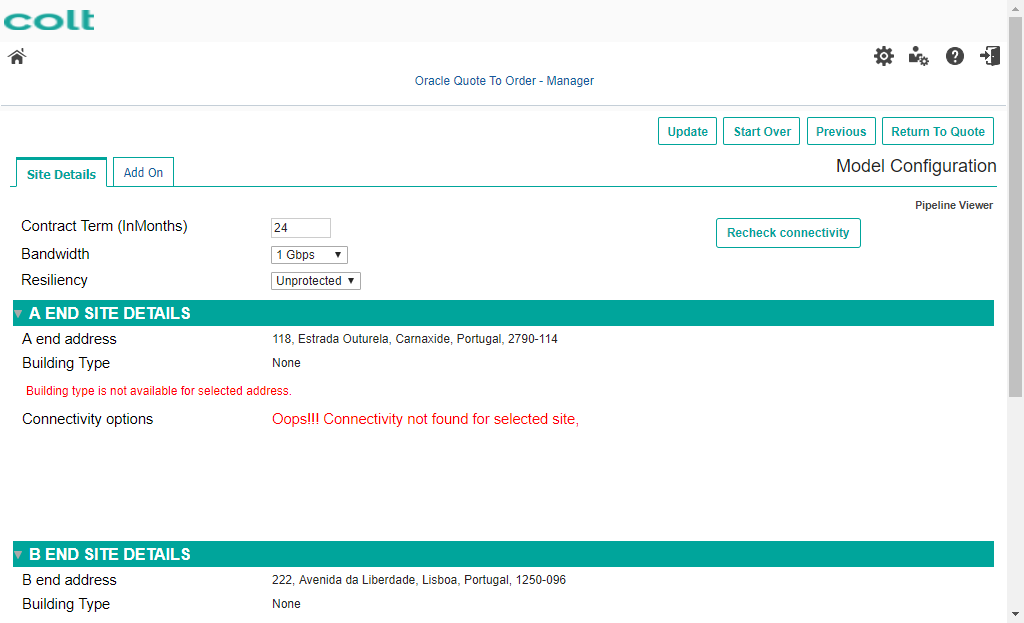 colt
Oracle Quote To Order - Manager
Update
Start Over
Previous
Return To Quote
Site Details
Add On
Model Configuration
Pipeline Viewer
Contract Term (InMonths)
24
Recheck connectivity
Bandwidth
1 Gbps
Resiliency
Unprotected
A END SITE DETAILS
A end address
118, Estrada Outurela, Carnaxide, Portugal, 2790-114
Building Type
None
Building type is not available for selected address.
Connectivity options
Oops!!! Connectivity not found for selected site,
B END SITE DETAILS
B end address
222, Avenida da Liberdade, Lisboa, Portugal, 1250-096
Building Type
None